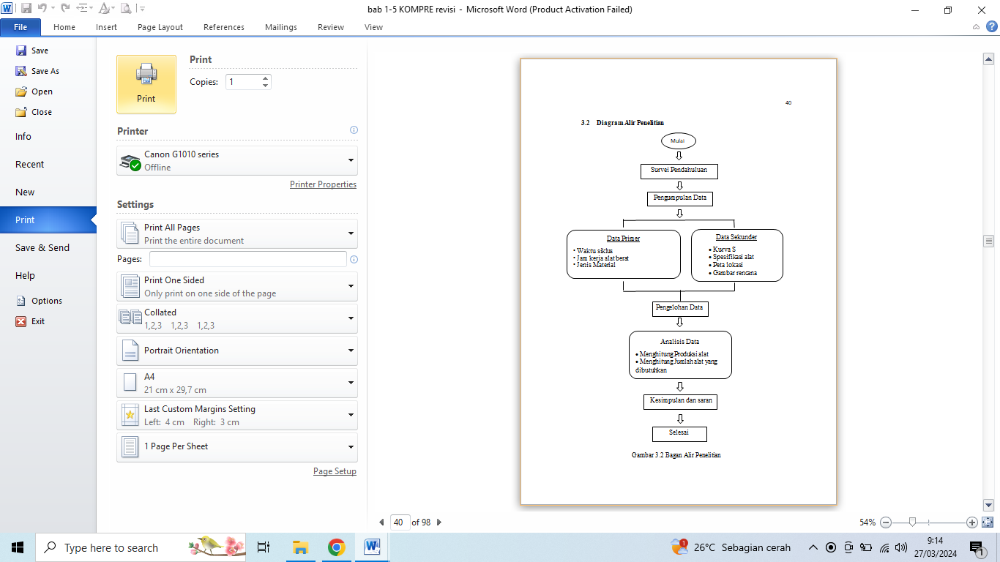 bab 1-5 KOMPRE revisi - Microsoft Word (Product Activation Failed)
File Home Insert Page Layout References Mailings Review View
Save
Save As
Open
Close
Info
Recent
New
Print
Save & Send
Help
Options
Exit
Print
Print
Copies: 1
Printer
Canon G1010 series
Offline
Printer Properties
Settings
Print All Pages
Print the entire document
Pages:
Print One Sided
Only print on one side of the page
Collated
1,2,3 1,2,3 1,2,3
Portrait Orientation
A4
21 cm x 29,7 cm
Last Custom Margins Setting
Left: 4 cm Right: 3 cm
1 Page Per Sheet
Page Setup
40
3.2 Diagram Alir Penelitian
Mulai
Survei Pendahuluan
Pengumpulan Data
Data Primer
• Waktu siklus
• Jam kerja alat berat
• Jenis Material
Data Sekunder
• Kurva S
• Spesifikasi alat
• Peta lokasi
• Gambar rencana
Pengelohan Data
Analisis Data
• Menghitung Produksi alat
• Menghitung Jumlah alat yang
dibutuhkan
Kesimpulan dan saran
Selesai
Gambar 3.2 Bagan Alir Penelitian
40 of 98
54%
Type here to search
1
26°C Sebagian cerah
9:14
27/03/2024
1